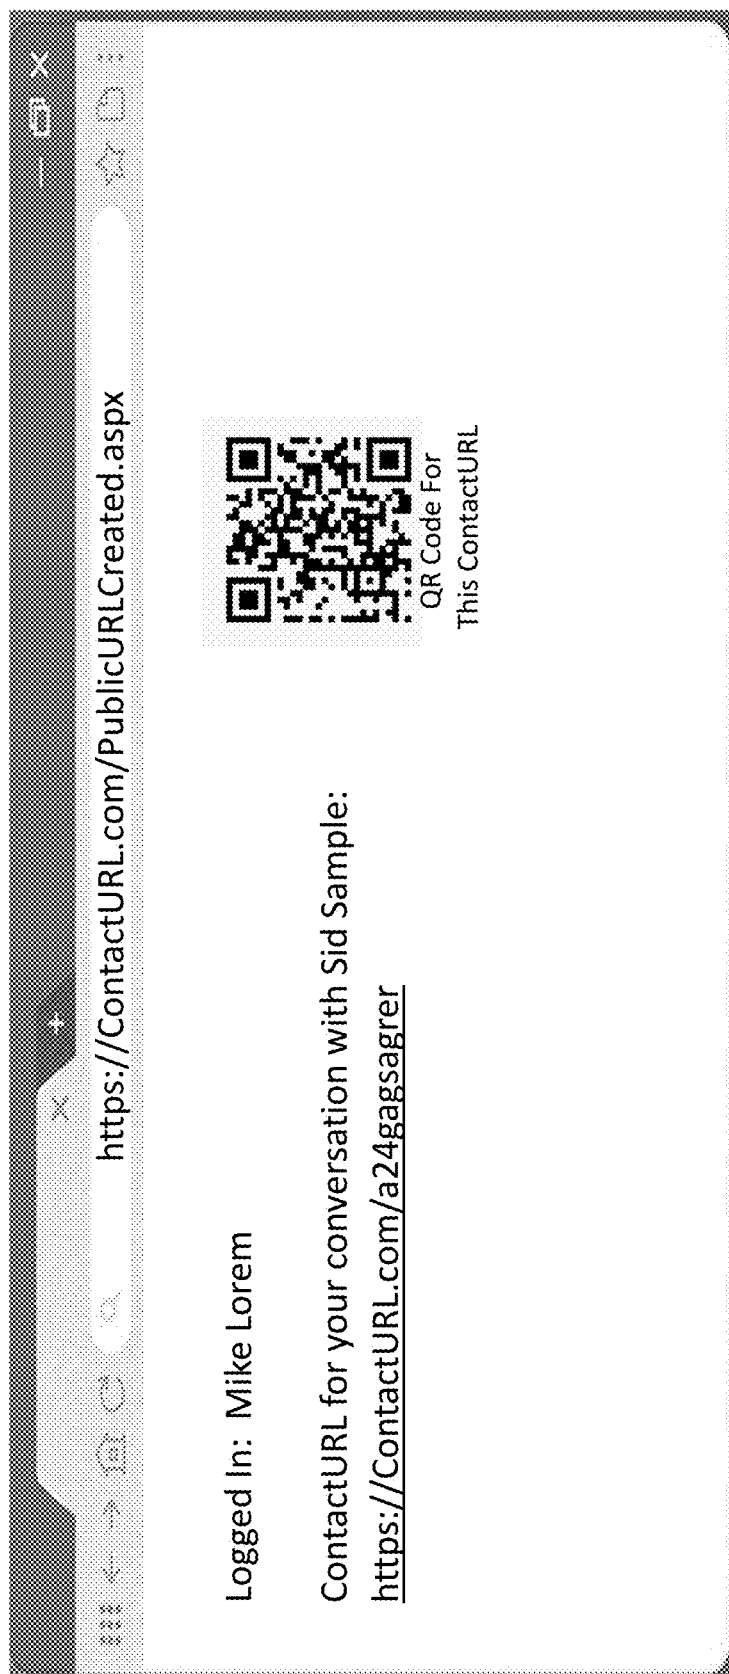 https://ContactURL.com/PublicURLCreated.aspx
Logged In: Mike Lorem
ContactURL for your conversation with Sid Sample:
https://ContactURL.com/a24gagsagrer
QR Code For
This ContactURL